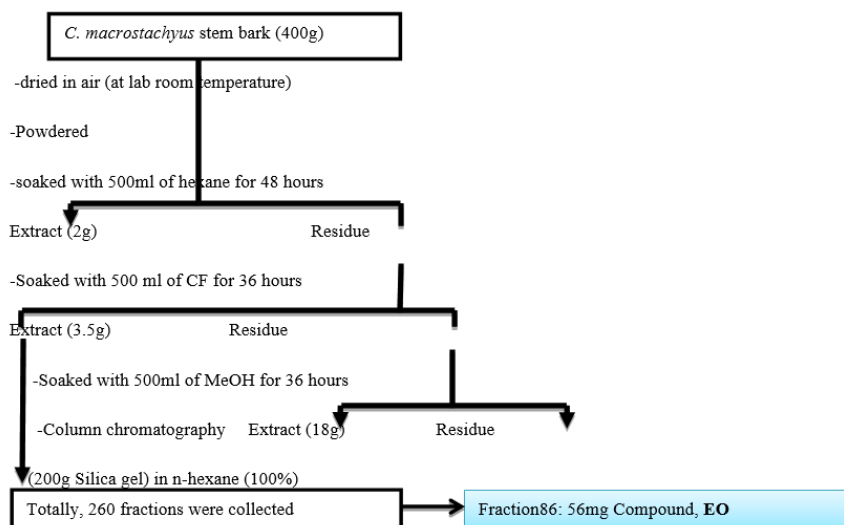 C. macrostachyus stem bark (400g)
-dried in air (at lab room temperature)
-Powdered
-soaked with 500ml of hexane for 48 hours
Extract (2g) Residue
-Soaked with 500 ml of CF for 36 hours
Extract (3.5g) Residue
-Soaked with 500ml of MeOH for 36 hours
-Column chromatography Extract (18g) Residue
(200g Silica gel) in n-hexane (100%)
Totally, 260 fractions were collected
Fraction86: 56mg Compound, EO